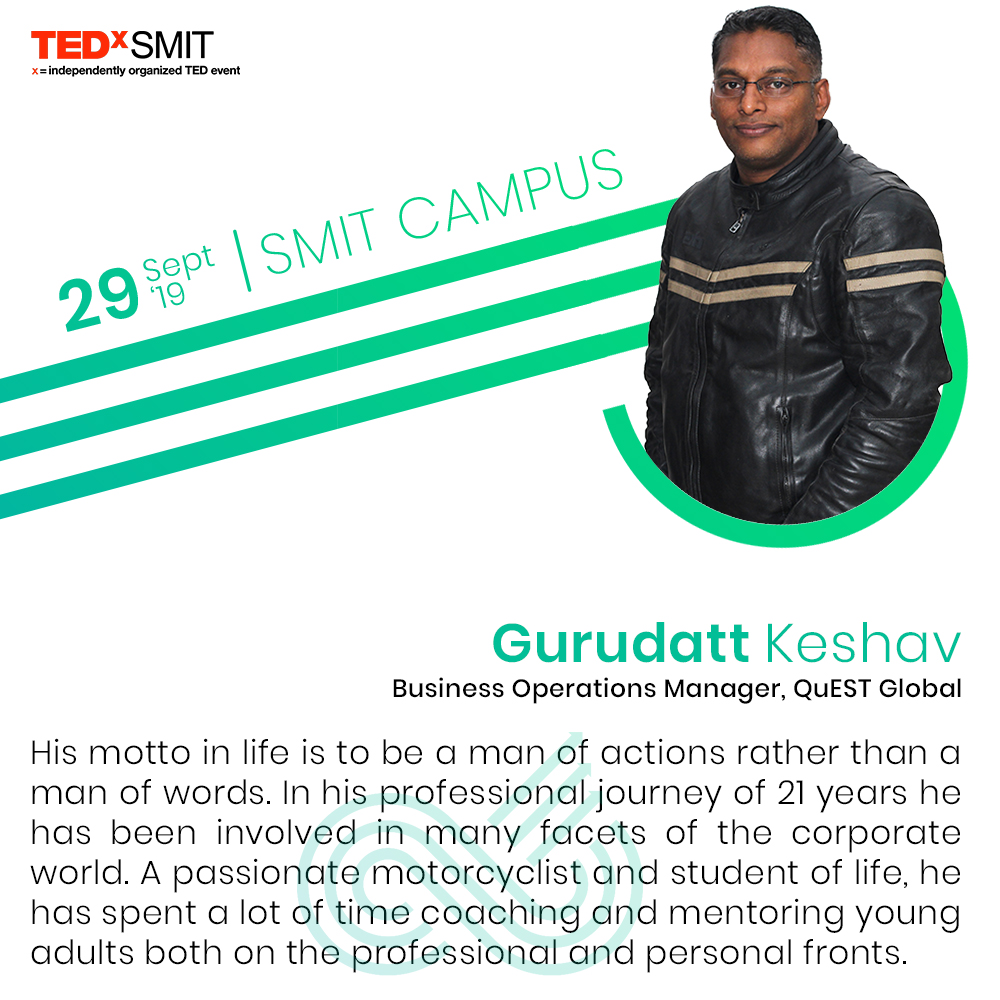 TEDxSMIT
x = independently organized TED event
29 Sept '19 | SMIT CAMPUS
Gurudatt Keshav
Business Operations Manager, QuEST Global
His motto in life is to be a man of actions rather than a
man of words. In his professional journey of 21 years he
has been involved in many facets of the corporate
world. A passionate motorcyclist and student of life, he
has spent a lot of time coaching and mentoring young
adults both on the professional and personal fronts.